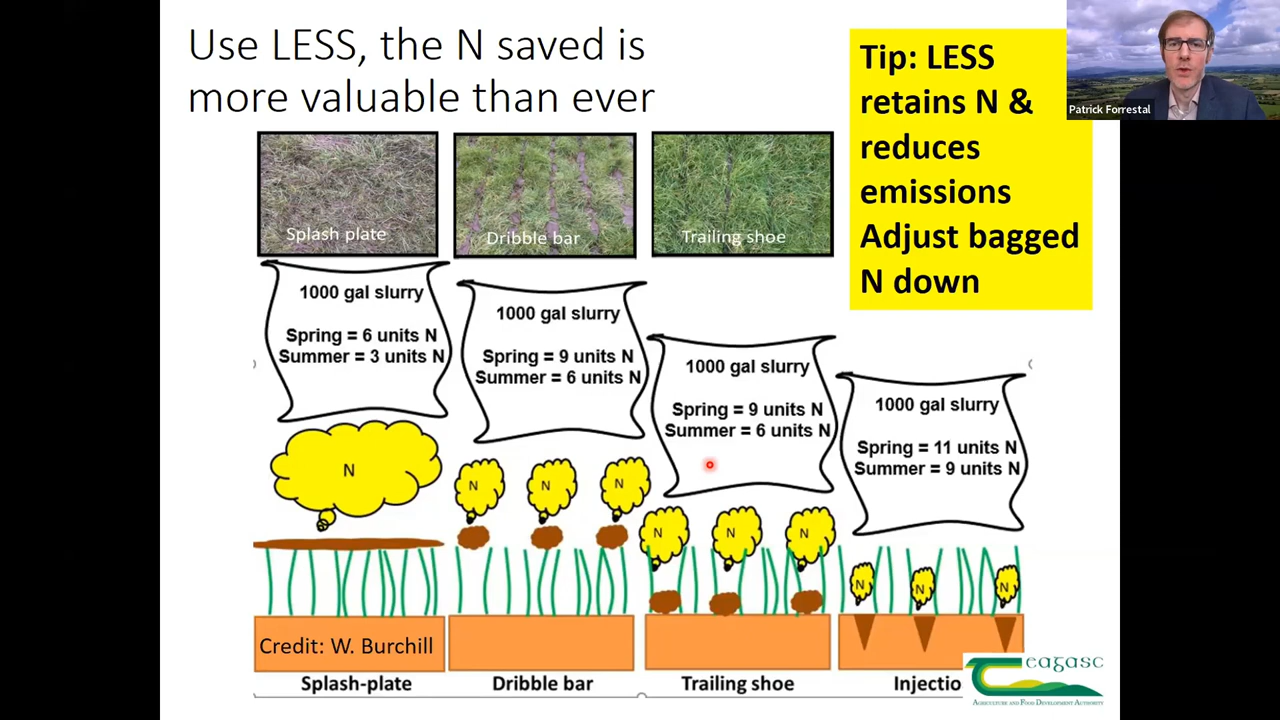 Use LESS, the N saved is
more valuable than ever
Tip: LESS
retains N &
reduces
emissions
Adjust bagged
N down
Patrick Forrestal
Splash plate
Dribble bar
Trailing shoe
1000 gal slurry
Spring = 6 units N
Summer = 3 units N
1000 gal slurry
Spring = 9 units N
Summer = 6 units N
1000 gal slurry
Spring = 9 units N
Summer = 6 units N
1000 gal slurry
Spring = 11 units N
Summer = 9 units N
N
N
N
N
N
N
N
N
N
N
Credit: W. Burchill
Splash-plate
Dribble bar
Trailing shoe
Injectio
eagasc
AGRICULTURE AND FOOD DEVELOPMENT AUTHORITY